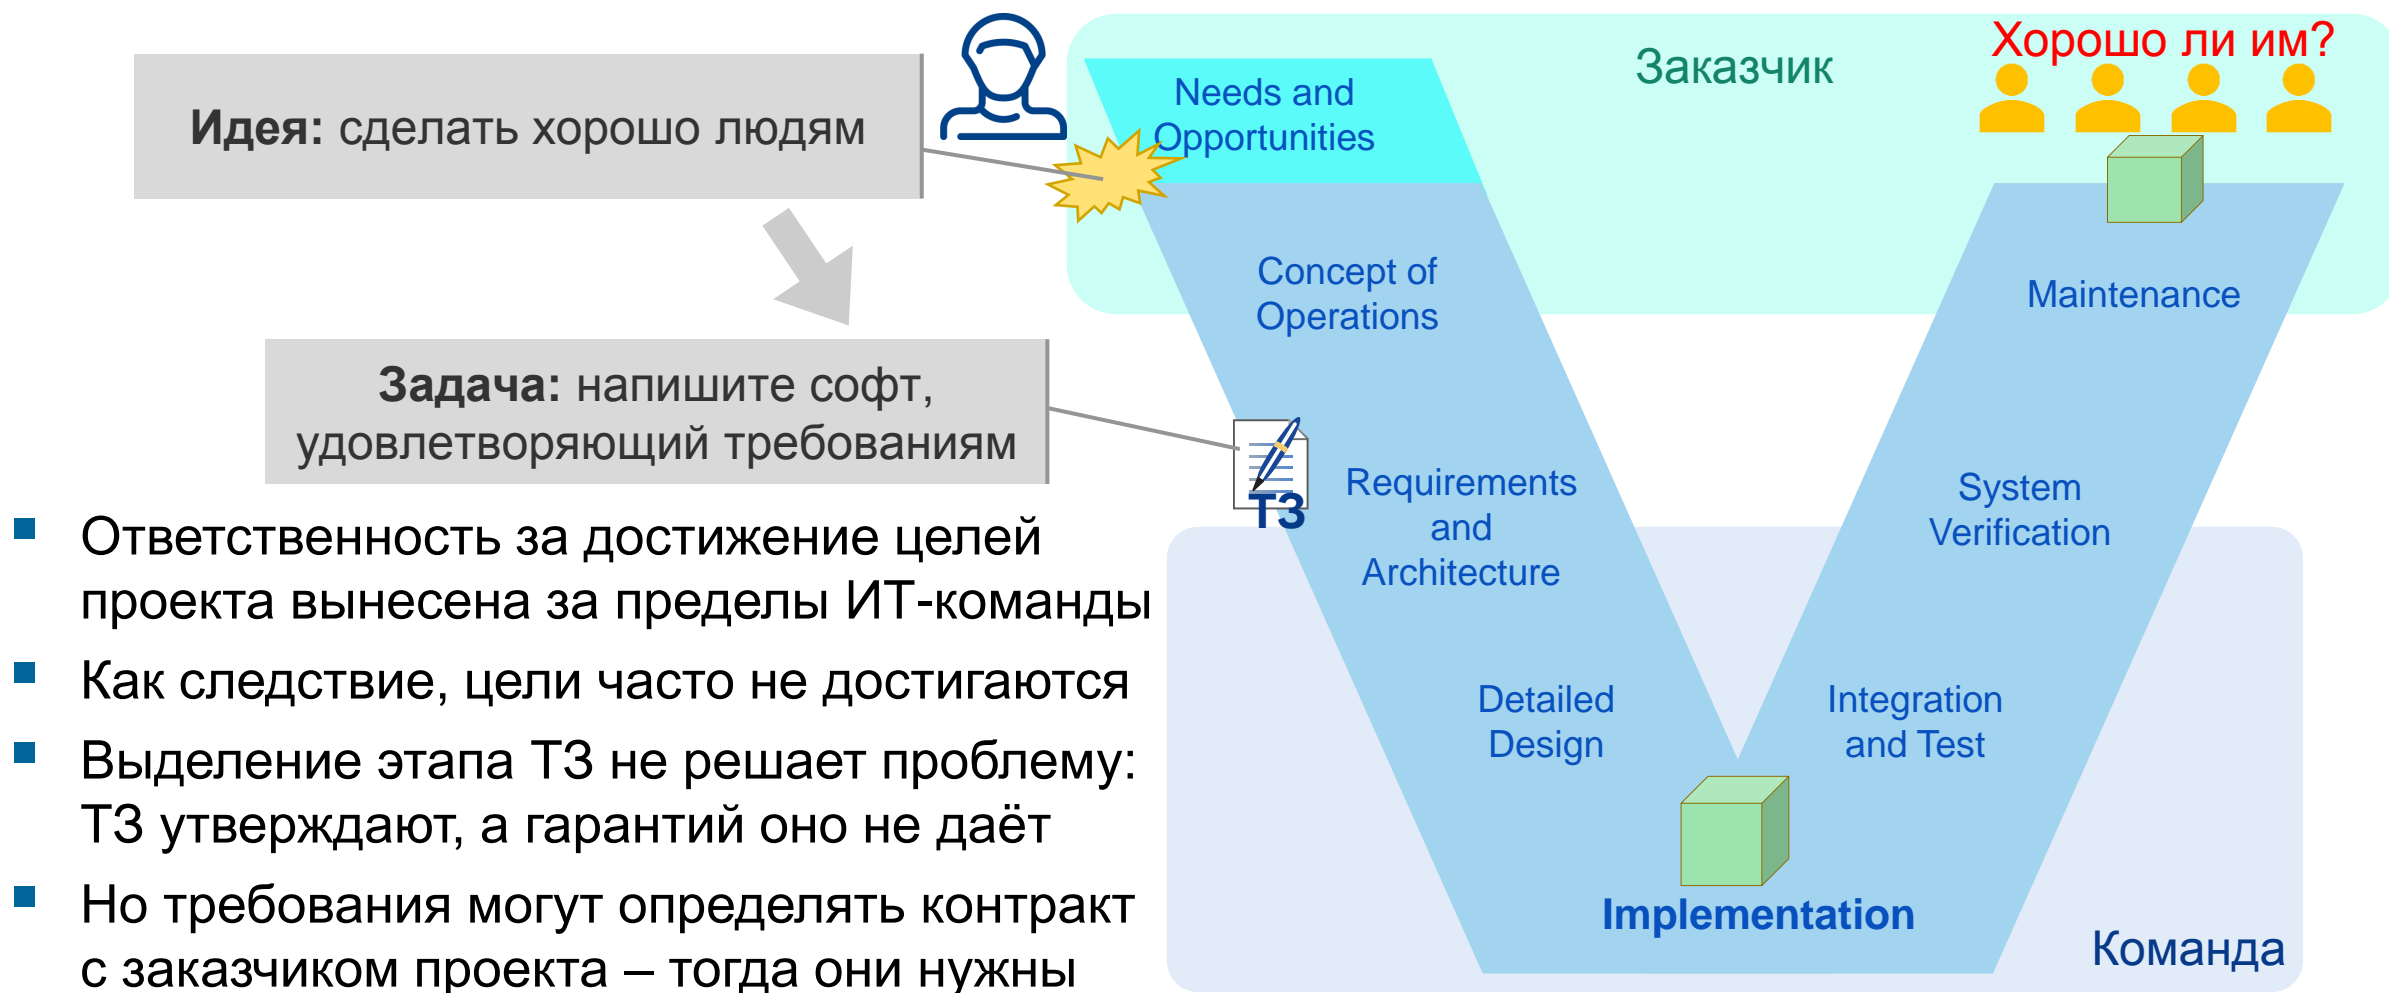 Идея: сделать хорошо людям
Задача: напишите софт,
удовлетворяющий требованиям
Ответственность за достижение целей
проекта вынесена за пределы ИТ-команды
Как следствие, цели часто не достигаются
Выделение этапа ТЗ не решает проблему:
ТЗ утверждают, а гарантий оно не даёт
Но требования могут определять контракт
с заказчиком проекта – тогда они нужны
Заказчик
Хорошо ли им?
Needs and
Opportunities
Concept of
Operations
ТЗ
Requirements
and
Architecture
Detailed
Design
Implementation
Integration
and Test
System
Verification
Maintenance
Команда